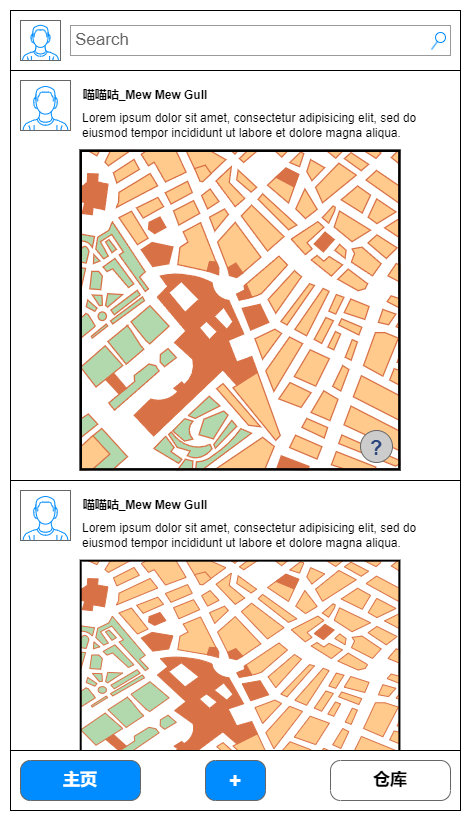 Search
喵喵咕_Mew Mew Gull
Lorem ipsum dolor sit amet, consectetur adipisicing elit, sed do
eiusmod tempor incididunt ut labore et dolore magna aliqua.
?
喵喵咕_Mew Mew Gull
Lorem ipsum dolor sit amet, consectetur adipisicing elit, sed do
eiusmod tempor incididunt ut labore et dolore magna aliqua.
主页
+
仓库